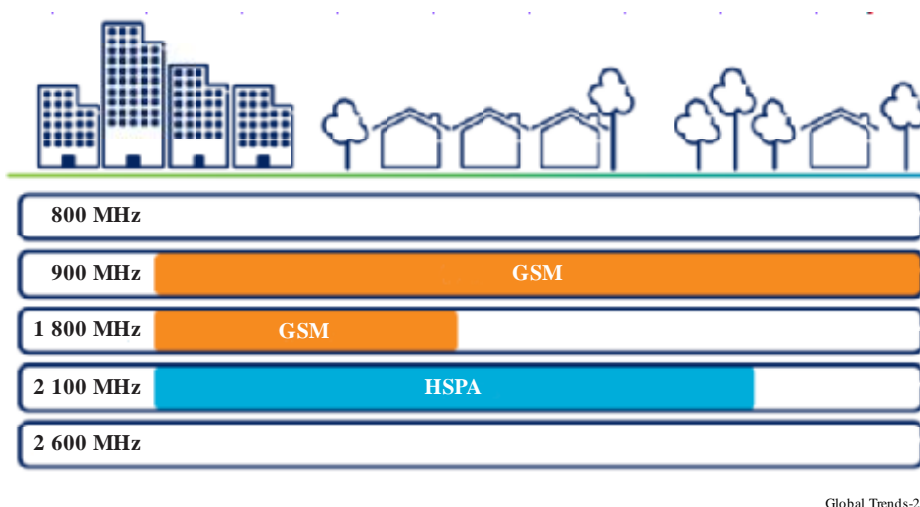 800 MHz
900 MHz GSM
1 800 MHz GSM
2 100 MHz HSPA
2 600 MHz
Global Trends-2